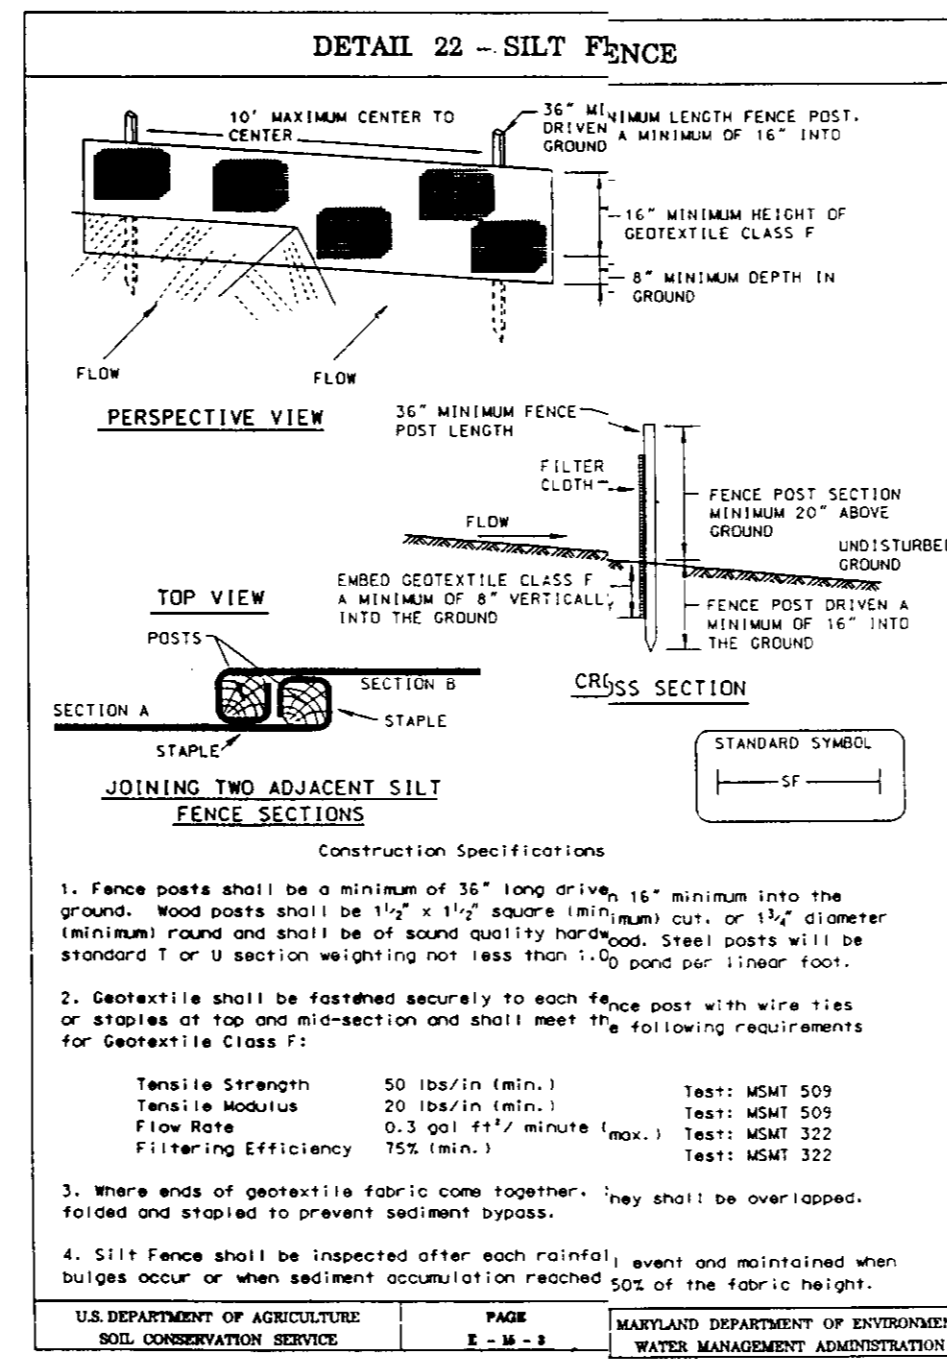 DETAIL 22 - SILT FENCE
10' MAXIMUM CENTER TO
CENTER
36" MINIMUM LENGTH FENCE POST,
DRIVEN A MINIMUM OF 16" INTO
GROUND
16" MINIMUM HEIGHT OF
GEOTEXTILE CLASS F
8" MINIMUM DEPTH IN
GROUND
FLOW
FLOW
PERSPECTIVE VIEW
36" MINIMUM FENCE
POST LENGTH
FILTER
CLOTH
FLOW
FENCE POST SECTION
MINIMUM 20" ABOVE
GROUND
UNDISTURBED
GROUND
EMBED GEOTEXTILE CLASS F
A MINIMUM OF 8" VERTICALLY
INTO THE GROUND
FENCE POST DRIVEN A
MINIMUM OF 16" INTO
THE GROUND
CROSS SECTION
TOP VIEW
POSTS
SECTION B
SECTION A
STAPLE
STAPLE
JOINING TWO ADJACENT SILT
FENCE SECTIONS
STANDARD SYMBOL
SF
Construction Specifications
1. Fence posts shall be a minimum of 36" long driven 16" minimum into the
ground. Wood posts shall be 1 1/2" x 1 1/2" square (minimum) cut, or 1 3/4" diameter
(minimum) round and shall be of sound quality hardwood. Steel posts will be
standard T or U section weighting not less than 1.00 pond per linear foot.
2. Geotextile shall be fastened securely to each fence post with wire ties
or staples at top and mid-section and shall meet the following requirements
for Geotextile Class F:
Tensile Strength 50 lbs/in (min.) Test: MSMT 509
Tensile Modulus 20 lbs/in (min.) Test: MSMT 509
Flow Rate 0.3 gal ft²/ minute (max.) Test: MSMT 322
Filtering Efficiency 75% (min.) Test: MSMT 322
3. Where ends of geotextile fabric come together, they shall be overlapped,
folded and stapled to prevent sediment bypass.
4. Silt Fence shall be inspected after each rainfall event and maintained when
bulges occur or when sediment accumulation reached 50% of the fabric height.
U.S. DEPARTMENT OF AGRICULTURE
SOIL CONSERVATION SERVICE
PAGE
E - 15 - 3
MARYLAND DEPARTMENT OF ENVIRONMEN
WATER MANAGEMENT ADMINISTRATION